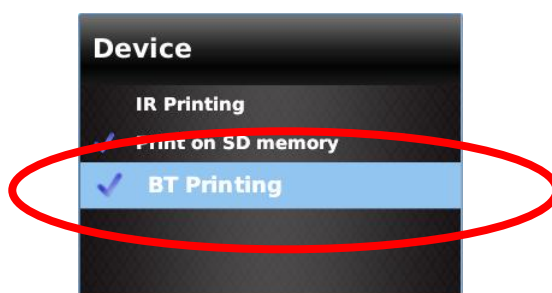 Device
IR Printing
Print on SD memory
BT Printing